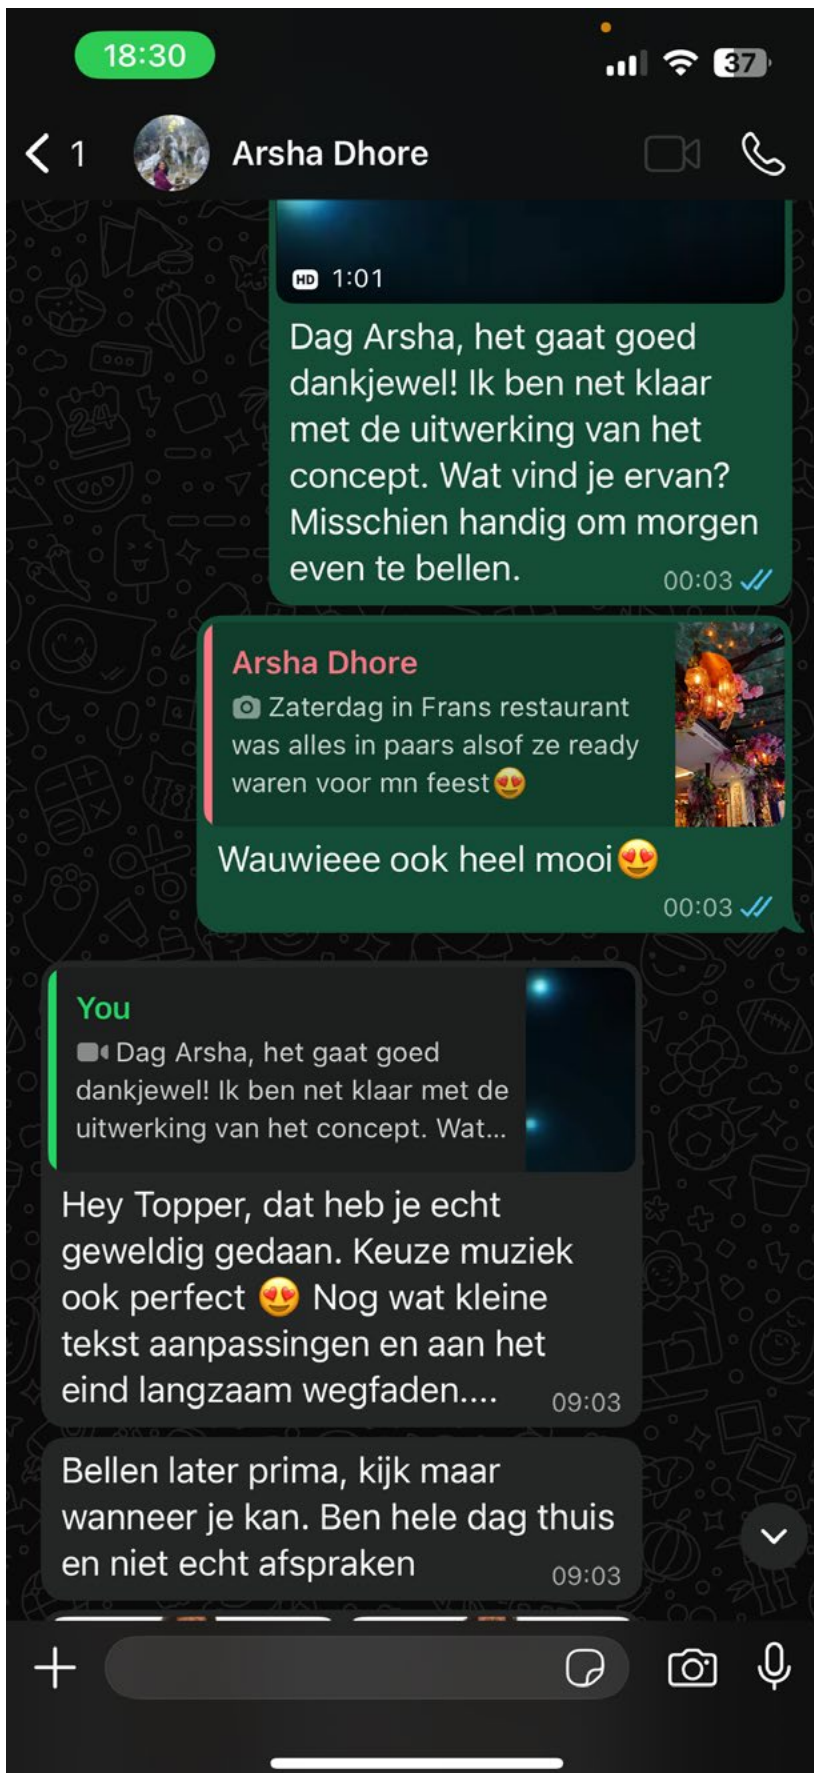 18:30
37
1
Arsha Dhore
HD 1:01
Dag Arsha, het gaat goed
dankjewel! Ik ben net klaar
met de uitwerking van het
concept. Wat vind je ervan?
Misschien handig om morgen
even te bellen.
00:03
Arsha Dhore
Zaterdag in Frans restaurant
was alles in paars alsof ze ready
waren voor mn feest😍
Wauwieee ook heel mooi😍
00:03
You
Dag Arsha, het gaat goed
dankjewel! Ik ben net klaar met de
uitwerking van het concept. Wat...
Hey Topper, dat heb je echt
geweldig gedaan. Keuze muziek
ook perfect 😍 Nog wat kleine
tekst aanpassingen en aan het
eind langzaam wegfaden....
09:03
Bellen later prima, kijk maar
wanneer je kan. Ben hele dag thuis
en niet echt afspraken
09:03